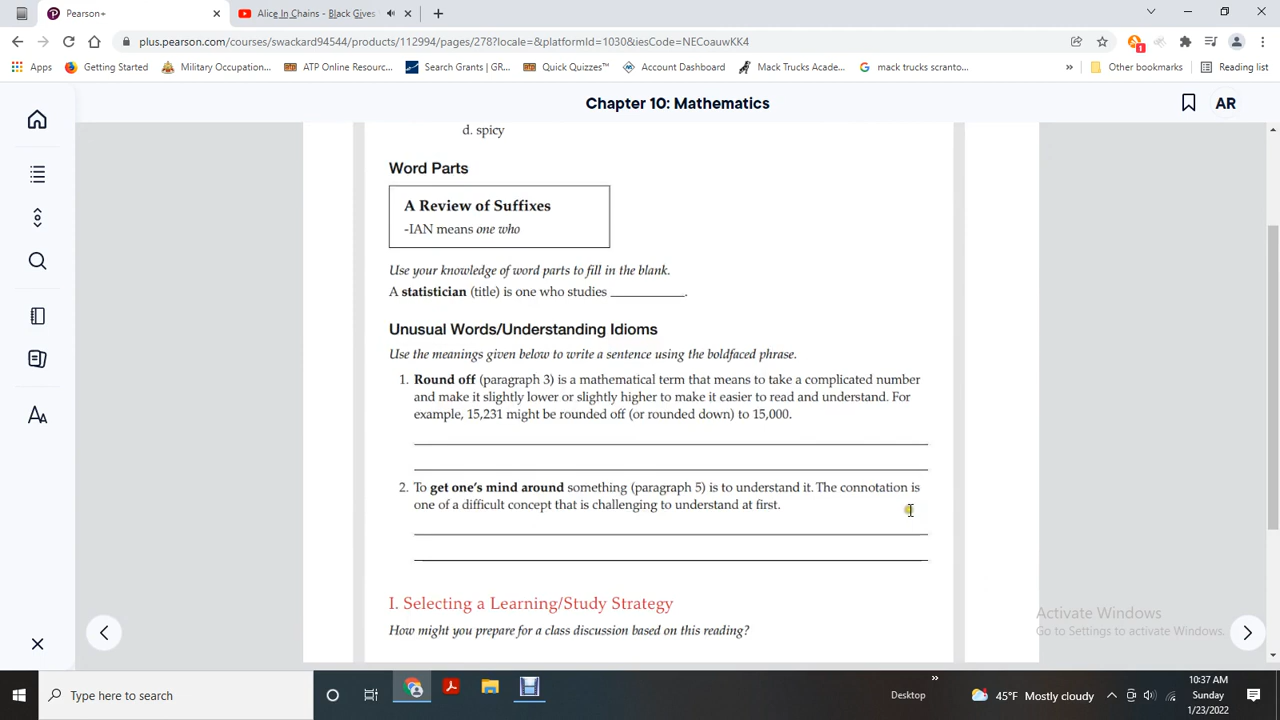 Pearson+
Alice In Chains - Black Gives
plus.pearson.com/courses/swackard94544/products/112994/pages/278?locale=&platformId=1030&iesCode=NECoauwKK4
1
Apps
Getting Started
Military Occupation...
ATP Online Resourc...
Search Grants | GR...
Quick Quizzes™
Account Dashboard
Mack Trucks Acade...
mack trucks scranto...
»
Other bookmarks
Reading list
Chapter 10: Mathematics
AR
d. spicy
Word Parts
A Review of Suffixes
-IAN means one who
Use your knowledge of word parts to fill in the blank.
A statistician (title) is one who studies ___________.
Unusual Words/Understanding Idioms
Use the meanings given below to write a sentence using the boldfaced phrase.
1. Round off (paragraph 3) is a mathematical term that means to take a complicated number
and make it slightly lower or slightly higher to make it easier to read and understand. For
example, 15,231 might be rounded off (or rounded down) to 15,000.
2. To get one's mind around something (paragraph 5) is to understand it. The connotation is
one of a difficult concept that is challenging to understand at first.
I. Selecting a Learning/Study Strategy
How might you prepare for a class discussion based on this reading?
AA
Activate Windows
Go to Settings to activate Windows.
Type here to search
Desktop
»
45°F Mostly cloudy
10:37 AM
Sunday
1/23/2022